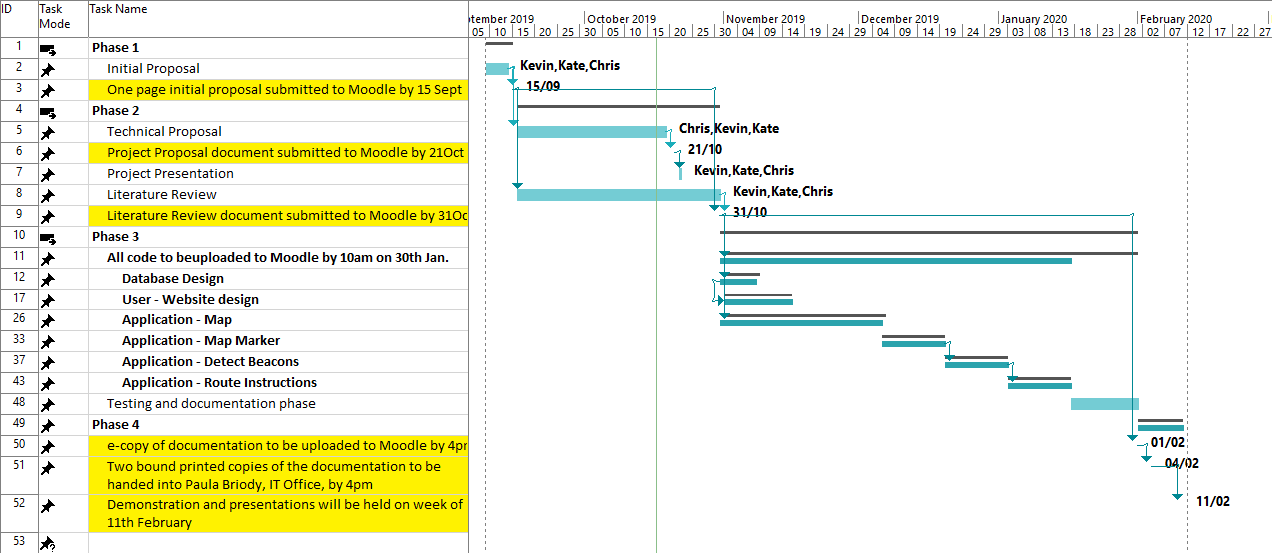 ID Task Mode Task Name
tember 2019 October 2019 November 2019 December 2019 January 2020 February 2020
05 10 15 20 25 30 05 10 15 20 25 30 04 09 14 19 24 29 04 09 14 19 24 29 03 08 13 18 23 28 02 07 12 17 22 27
1 Phase 1
2 Initial Proposal Kevin,Kate,Chris
3 One page initial proposal submitted to Moodle by 15 Sept 15/09
4 Phase 2
5 Technical Proposal Chris,Kevin,Kate
6 Project Proposal document submitted to Moodle by 21Oct 21/10
7 Project Presentation Kevin,Kate,Chris
8 Literature Review Kevin,Kate,Chris
9 Literature Review document submitted to Moodle by 31Oc 31/10
10 Phase 3
11 All code to beuploaded to Moodle by 10am on 30th Jan.
12 Database Design
17 User - Website design
26 Application - Map
33 Application - Map Marker
37 Application - Detect Beacons
43 Application - Route Instructions
48 Testing and documentation phase
49 Phase 4
50 e-copy of documentation to be uploaded to Moodle by 4pm 01/02
51 Two bound printed copies of the documentation to be 04/02
handed into Paula Briody, IT Office, by 4pm
52 Demonstration and presentations will be held on week of 11/02
11th February
53